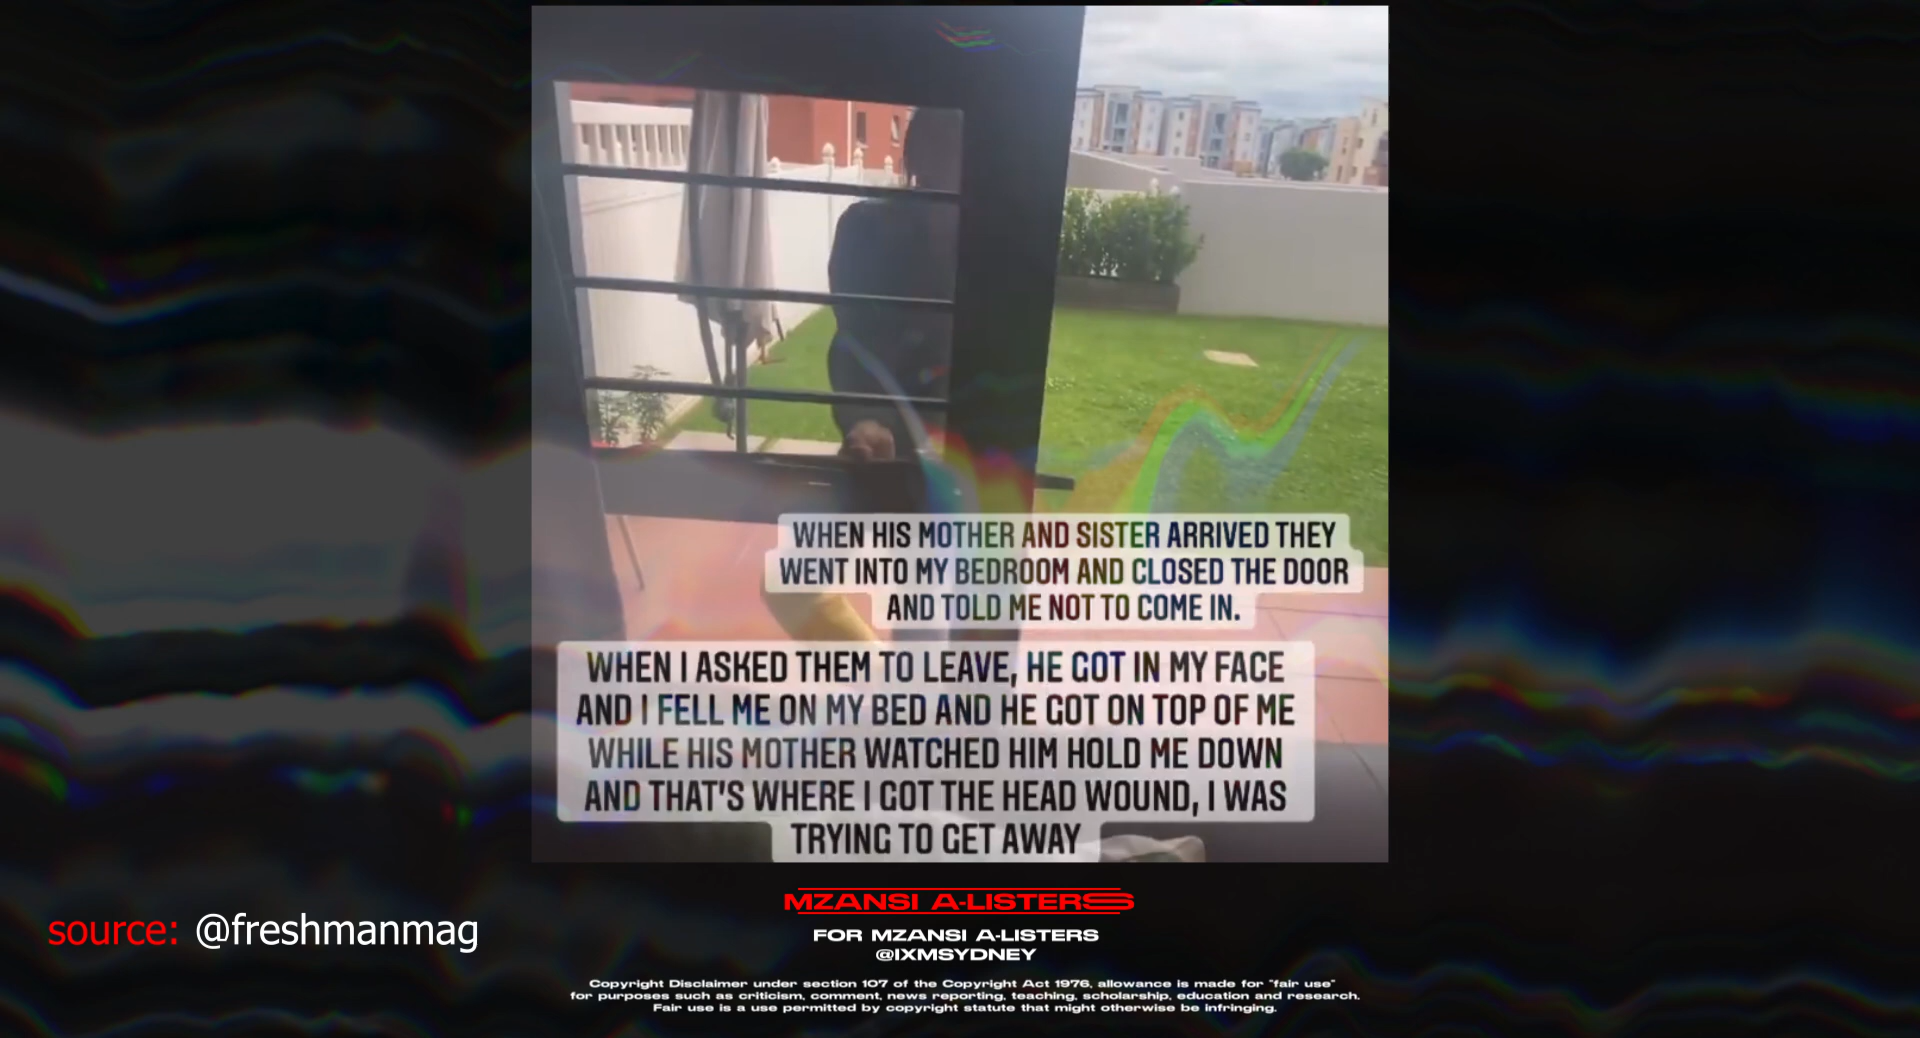 WHEN HIS MOTHER AND SISTER ARRIVED THEY
WENT INTO MY BEDROOM AND CLOSED THE DOOR
AND TOLD ME NOT TO COME IN.
WHEN I ASKED THEM TO LEAVE, HE GOT IN MY FACE
AND I FELL ME ON MY BED AND HE GOT ON TOP OF ME
WHILE HIS MOTHER WATCHED HIM HOLD ME DOWN
AND THAT'S WHERE I GOT THE HEAD WOUND, I WAS
TRYING TO GET AWAY
source: @freshmanmag
MZANSI A-LISTERS
FOR MZANSI A-LISTERS
@IXMSYDNEY
Copyright Disclaimer under section 107 of the Copyright Act 1976, allowance is made for "fair use"
for purposes such as criticism, comment, news reporting, teaching, scholarship, education and research.
Fair use is a use permitted by copyright statute that might otherwise be infringing.